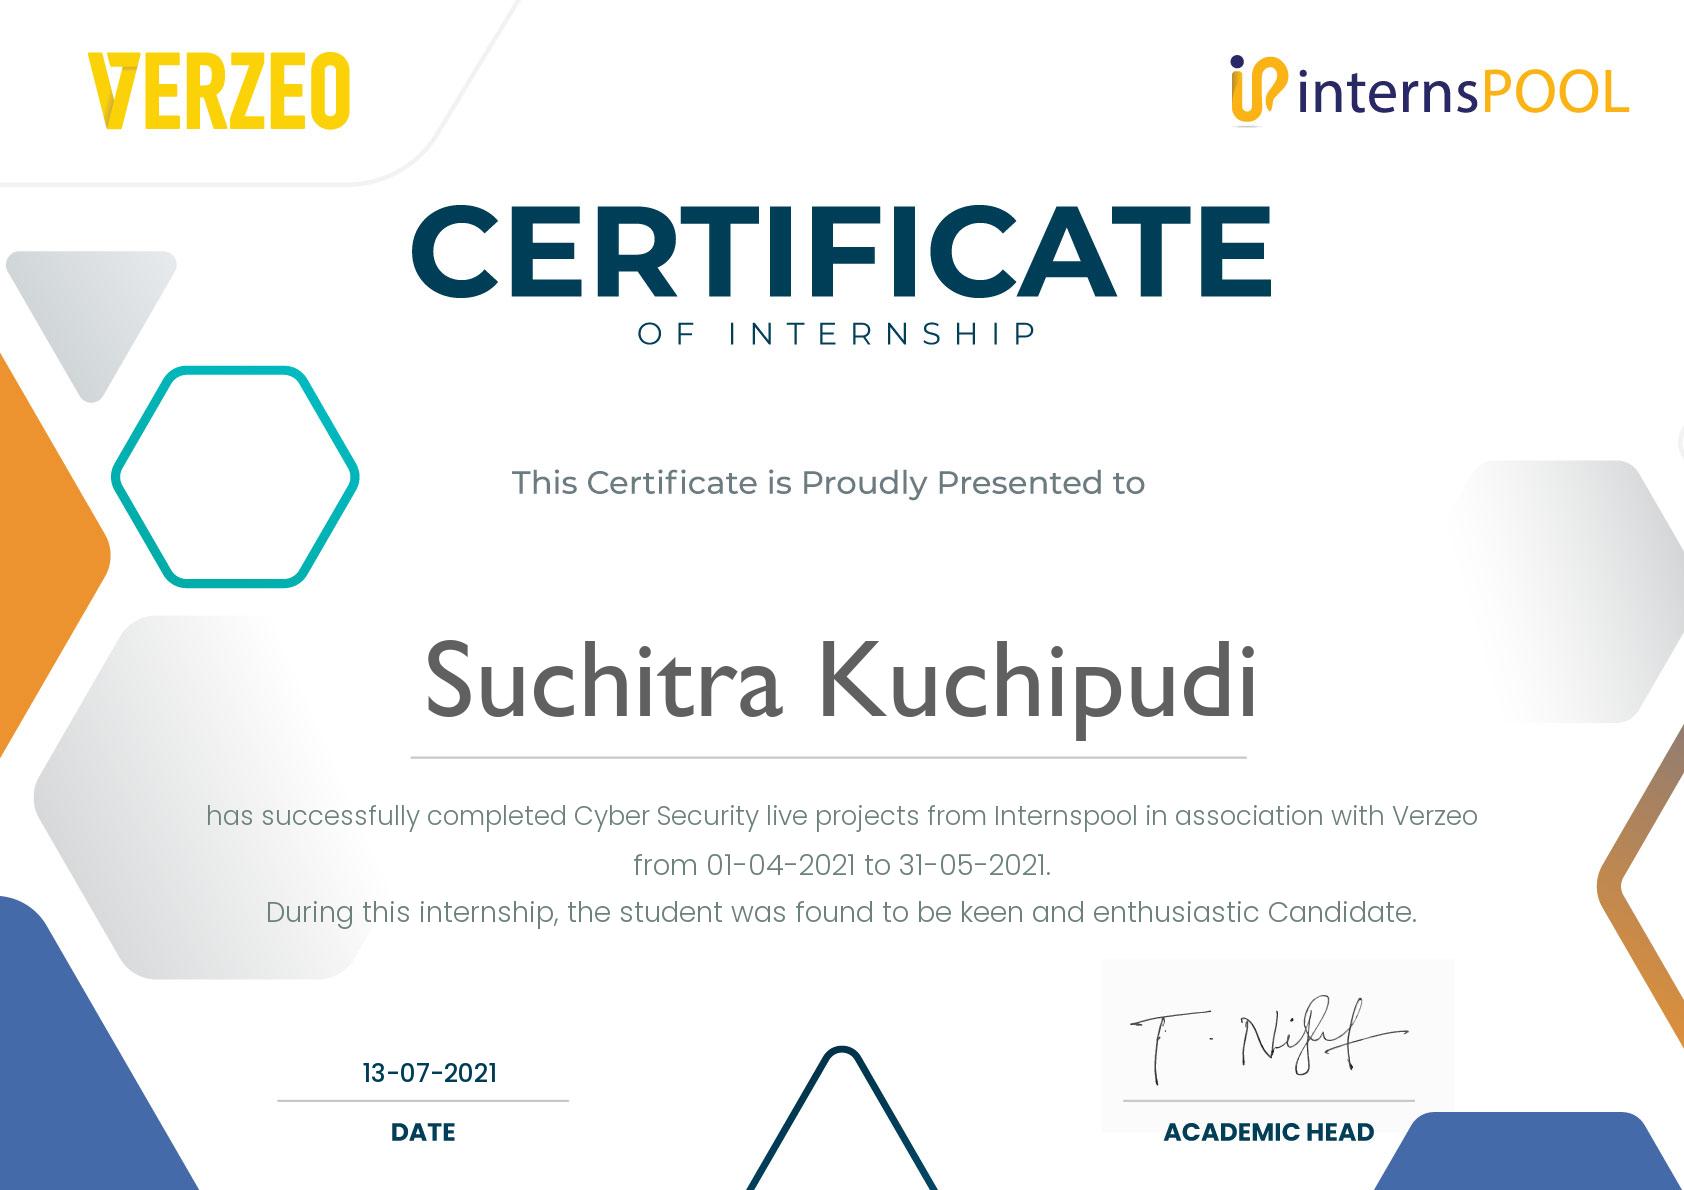 VERZEO
internsPOOL
CERTIFICATE
OF INTERNSHIP
This Certificate is Proudly Presented to
Suchitra Kuchipudi
has successfully completed Cyber Security live projects from Internspool in association with Verzeo
from 01-04-2021 to 31-05-2021.
During this internship, the student was found to be keen and enthusiastic Candidate.
13-07-2021
DATE
ACADEMIC HEAD